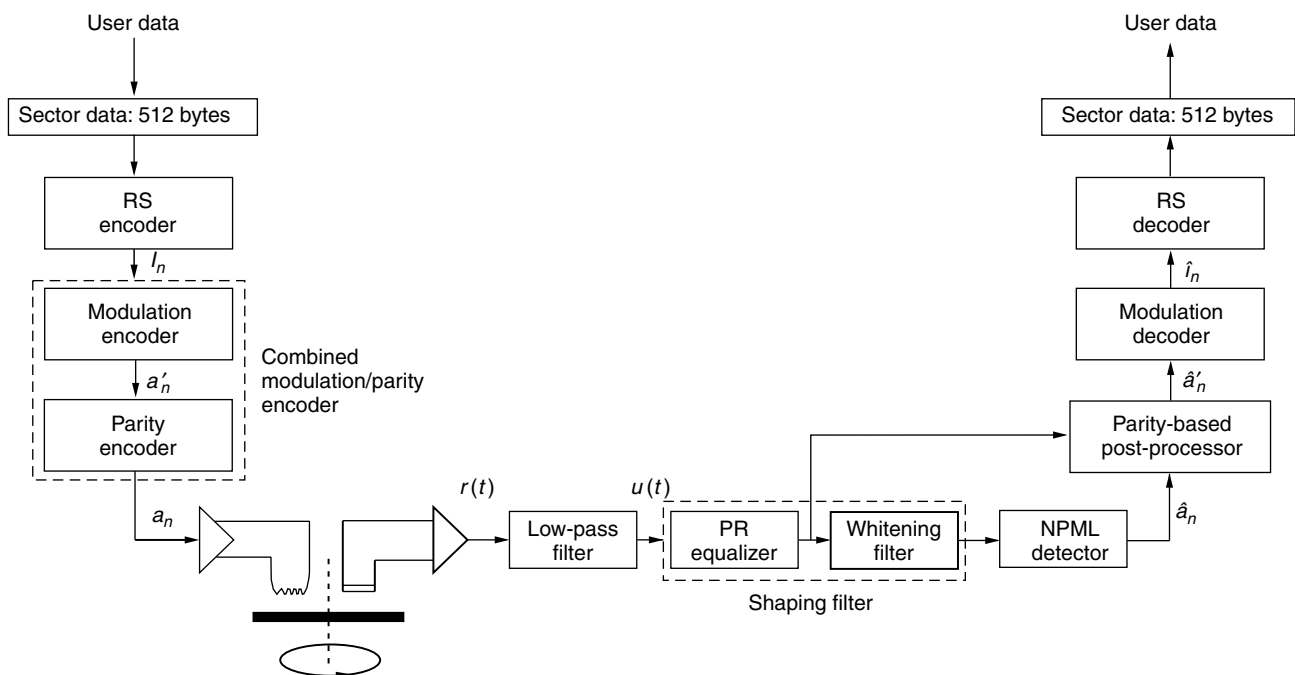 User data
Sector data: 512 bytes
RS
encoder
I_n
Modulation
encoder
a′_n
Parity
encoder
Combined
modulation/parity
encoder
a_n
r(t)
Low-pass
filter
u(t)
PR
equalizer
Whitening
filter
Shaping filter
NPML
detector
â_n
Parity-based
post-processor
â′_n
Modulation
decoder
Î_n
RS
decoder
Sector data: 512 bytes
User data